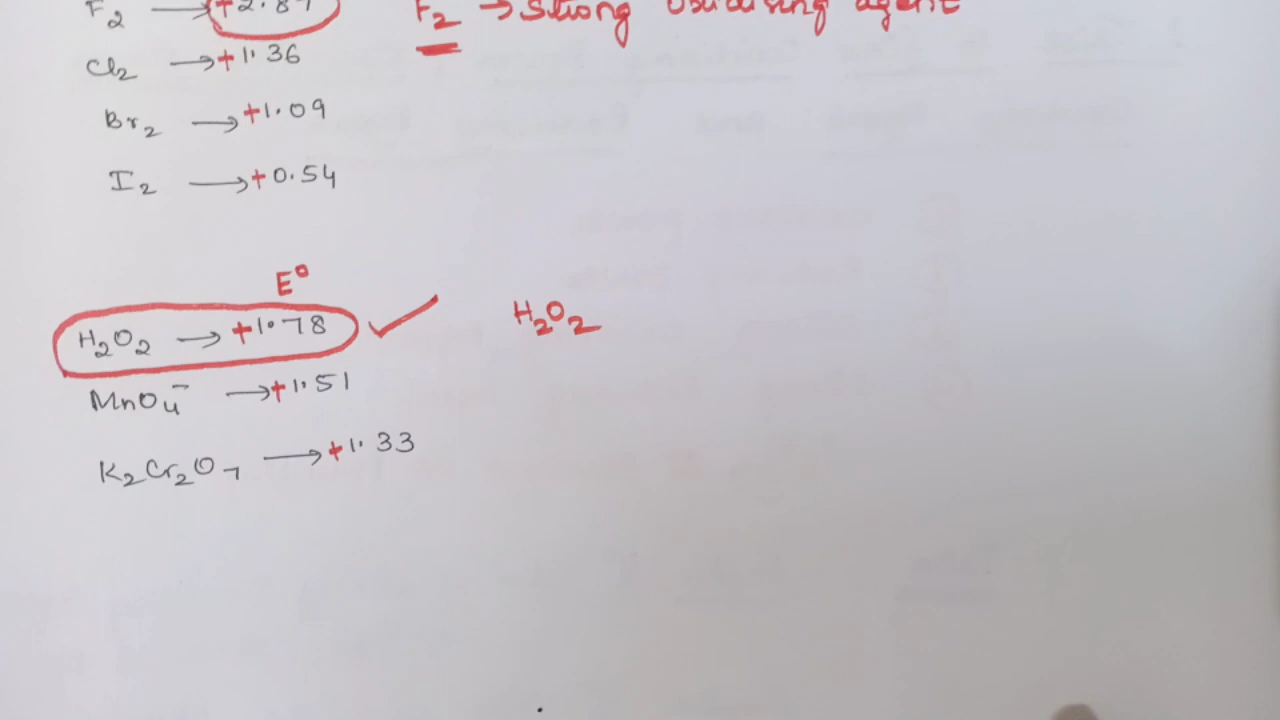 F₂ → +2.87 F₂ → Strong oxidising agent
Cl₂ → +1.36
Br₂ → +1.09
I₂ → +0.54
E⁰
H₂O₂ → +1.78 ✓ H₂O₂
MnO₄⁻ → +1.51
K₂Cr₂O₇ → +1.33